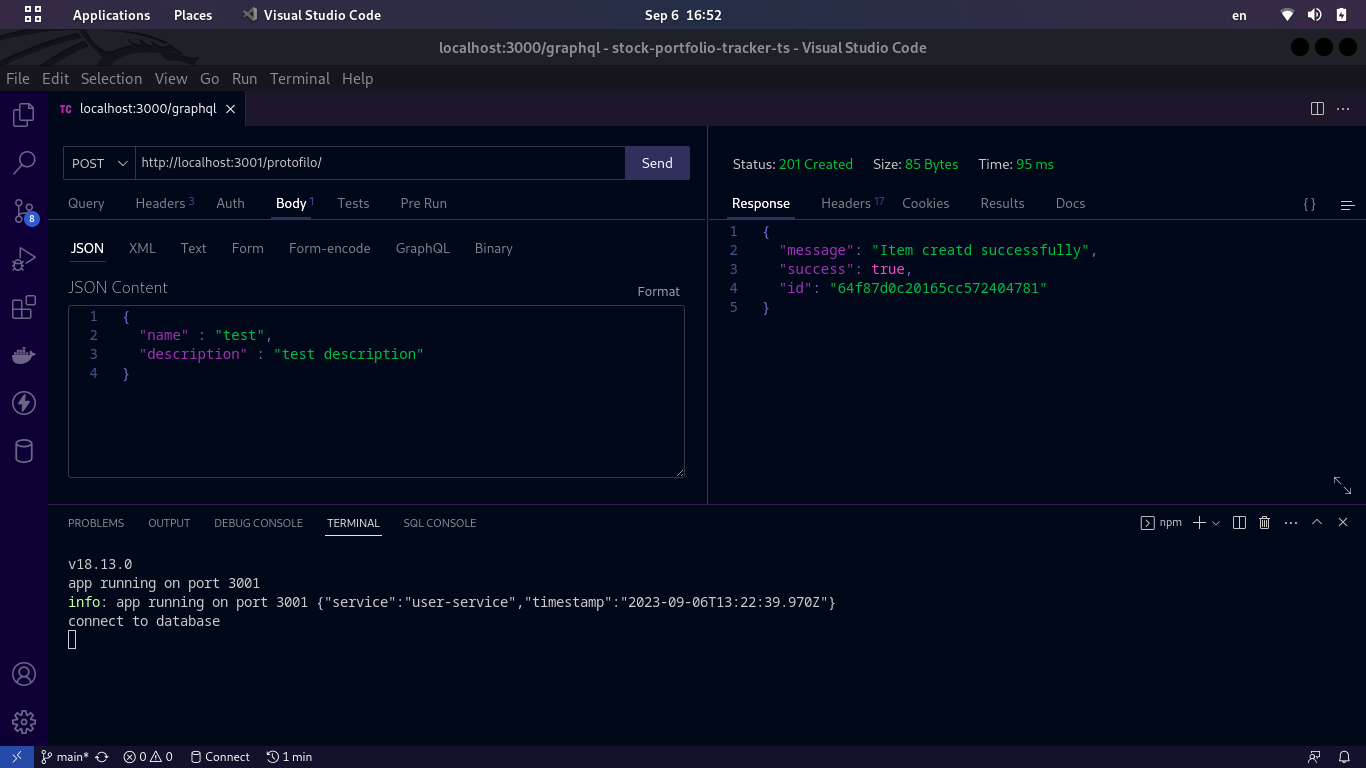 Applications Places Visual Studio Code Sep 6 16:52 en
localhost:3000/graphql - stock-portfolio-tracker-ts - Visual Studio Code
File Edit Selection View Go Run Terminal Help
TC localhost:3000/graphql
POST http://localhost:3001/protofilo/ Send
Query Headers 3 Auth Body 1 Tests Pre Run
JSON XML Text Form Form-encode GraphQL Binary
JSON Content Format
1 {
2 "name" : "test",
3 "description" : "test description"
4 }
Status: 201 Created Size: 85 Bytes Time: 95 ms
Response Headers 17 Cookies Results Docs { }
1 {
2 "message": "Item creatd successfully",
3 "success": true,
4 "id": "64f87d0c20165cc572404781"
5 }
8
PROBLEMS OUTPUT DEBUG CONSOLE TERMINAL SQL CONSOLE npm
v18.13.0
app running on port 3001
info: app running on port 3001 {"service":"user-service","timestamp":"2023-09-06T13:22:39.970Z"}
connect to database
main* 0 0 Connect 1 min